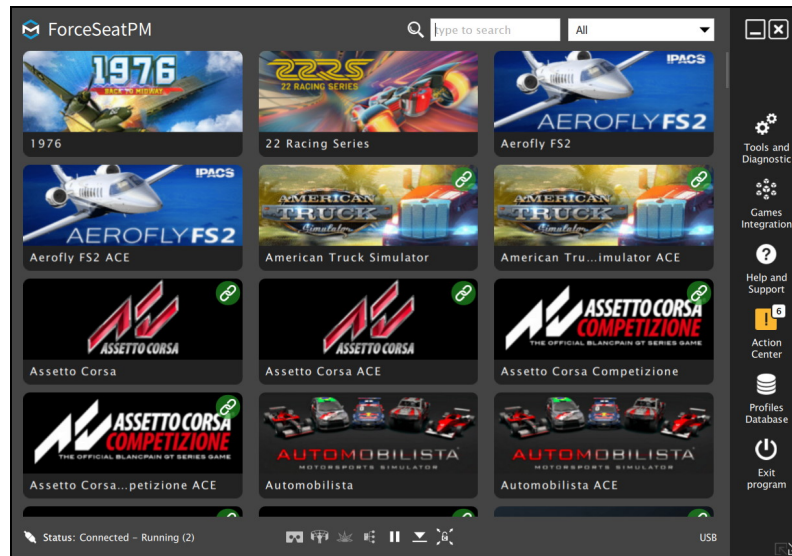 ForceSeatPM
type to search
All
1976
BACK TO MIDWAY
1976
22RS
22 RACING SERIES
22 Racing Series
IPACS
AEROFLY FS2
Aerofly FS2
IPACS
AEROFLY FS2
Aerofly FS2 ACE
AMERICAN
TRUCK
Simulator
American Truck Simulator
AMERICAN
TRUCK
Simulator
American Tru...imulator ACE
ASSETTO CORSA
Assetto Corsa
ASSETTO CORSA
Assetto Corsa ACE
ASSETTO CORSA
COMPETIZIONE
THE OFFICIAL BLANCPAIN GT SERIES GAME
Assetto Corsa Competizione
ASSETTO CORSA
COMPETIZIONE
THE OFFICIAL BLANCPAIN GT SERIES GAME
Assetto Corsa...petizione ACE
AUTOMOBILISTA
MOTORSPORTS SIMULATOR
Automobilista
AUTOMOBILISTA
MOTORSPORTS SIMULATOR
Automobilista ACE
Tools and
Diagnostic
Games
Integration
?
Help and
Support
!
6
Action
Center
Profiles
Database
Exit
program
Status: Connected – Running (2)
USB